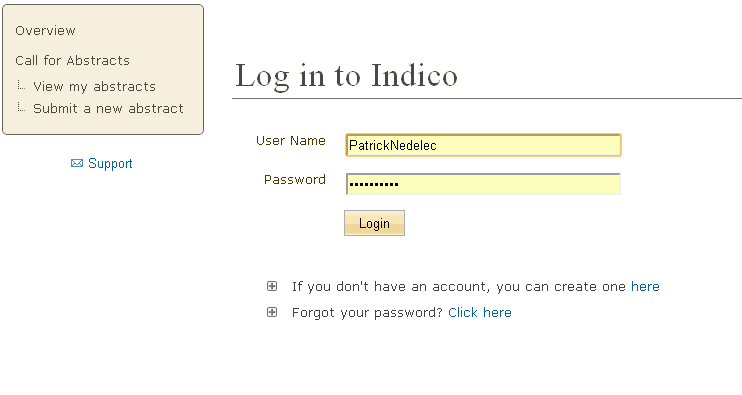 Overview
Call for Abstracts
View my abstracts
Submit a new abstract
Support
Log in to Indico
User Name PatrickNedelec
Password ••••••••••
Login
If you don't have an account, you can create one here
Forgot your password? Click here